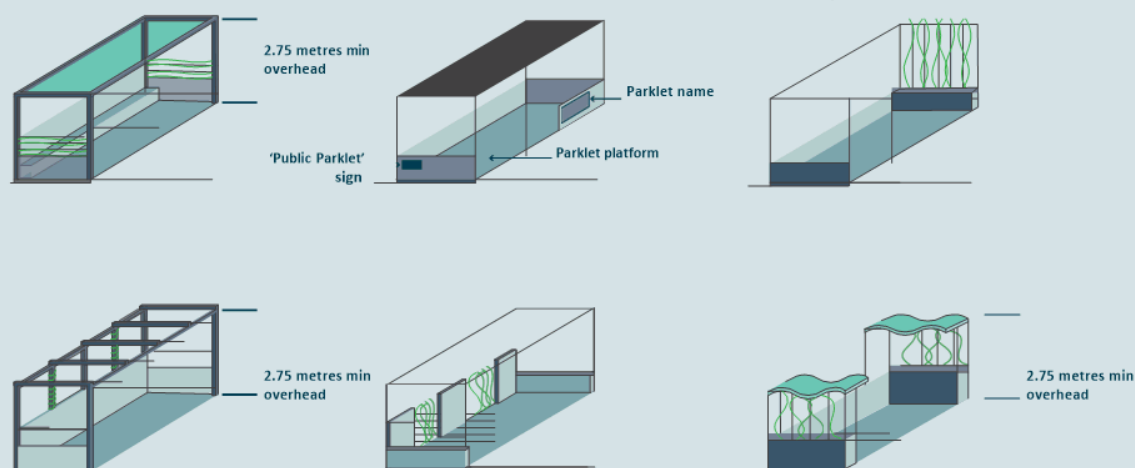 2.75 metres min
overhead
Parklet name
Parklet platform
‘Public Parklet’
sign
2.75 metres min
overhead
2.75 metres min
overhead